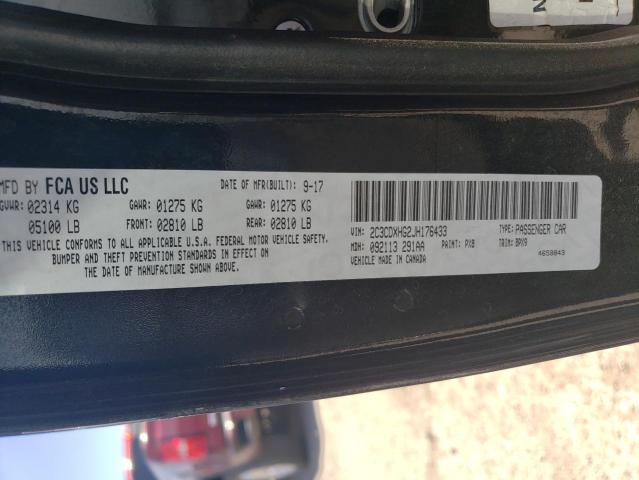 MFD BY FCA US LLC
DATE OF MFR(BUILT): 9-17
GVWR: 02314 KG GAWR: 01275 KG GAWR: 01275 KG
05100 LB FRONT: 02810 LB REAR: 02810 LB
THIS VEHICLE CONFORMS TO ALL APPLICABLE U.S.A. FEDERAL MOTOR VEHICLE SAFETY,
BUMPER AND THEFT PREVENTION STANDARDS IN EFFECT ON
THE DATE OF MANUFACTURE SHOWN ABOVE.
VIN: 2C3CDXHG2JH176433 TYPE: PASSENGER CAR
MDH: 092113 291AA PAINT: PX8 TRIM: BPX9
VEHICLE MADE IN CANADA 4658843